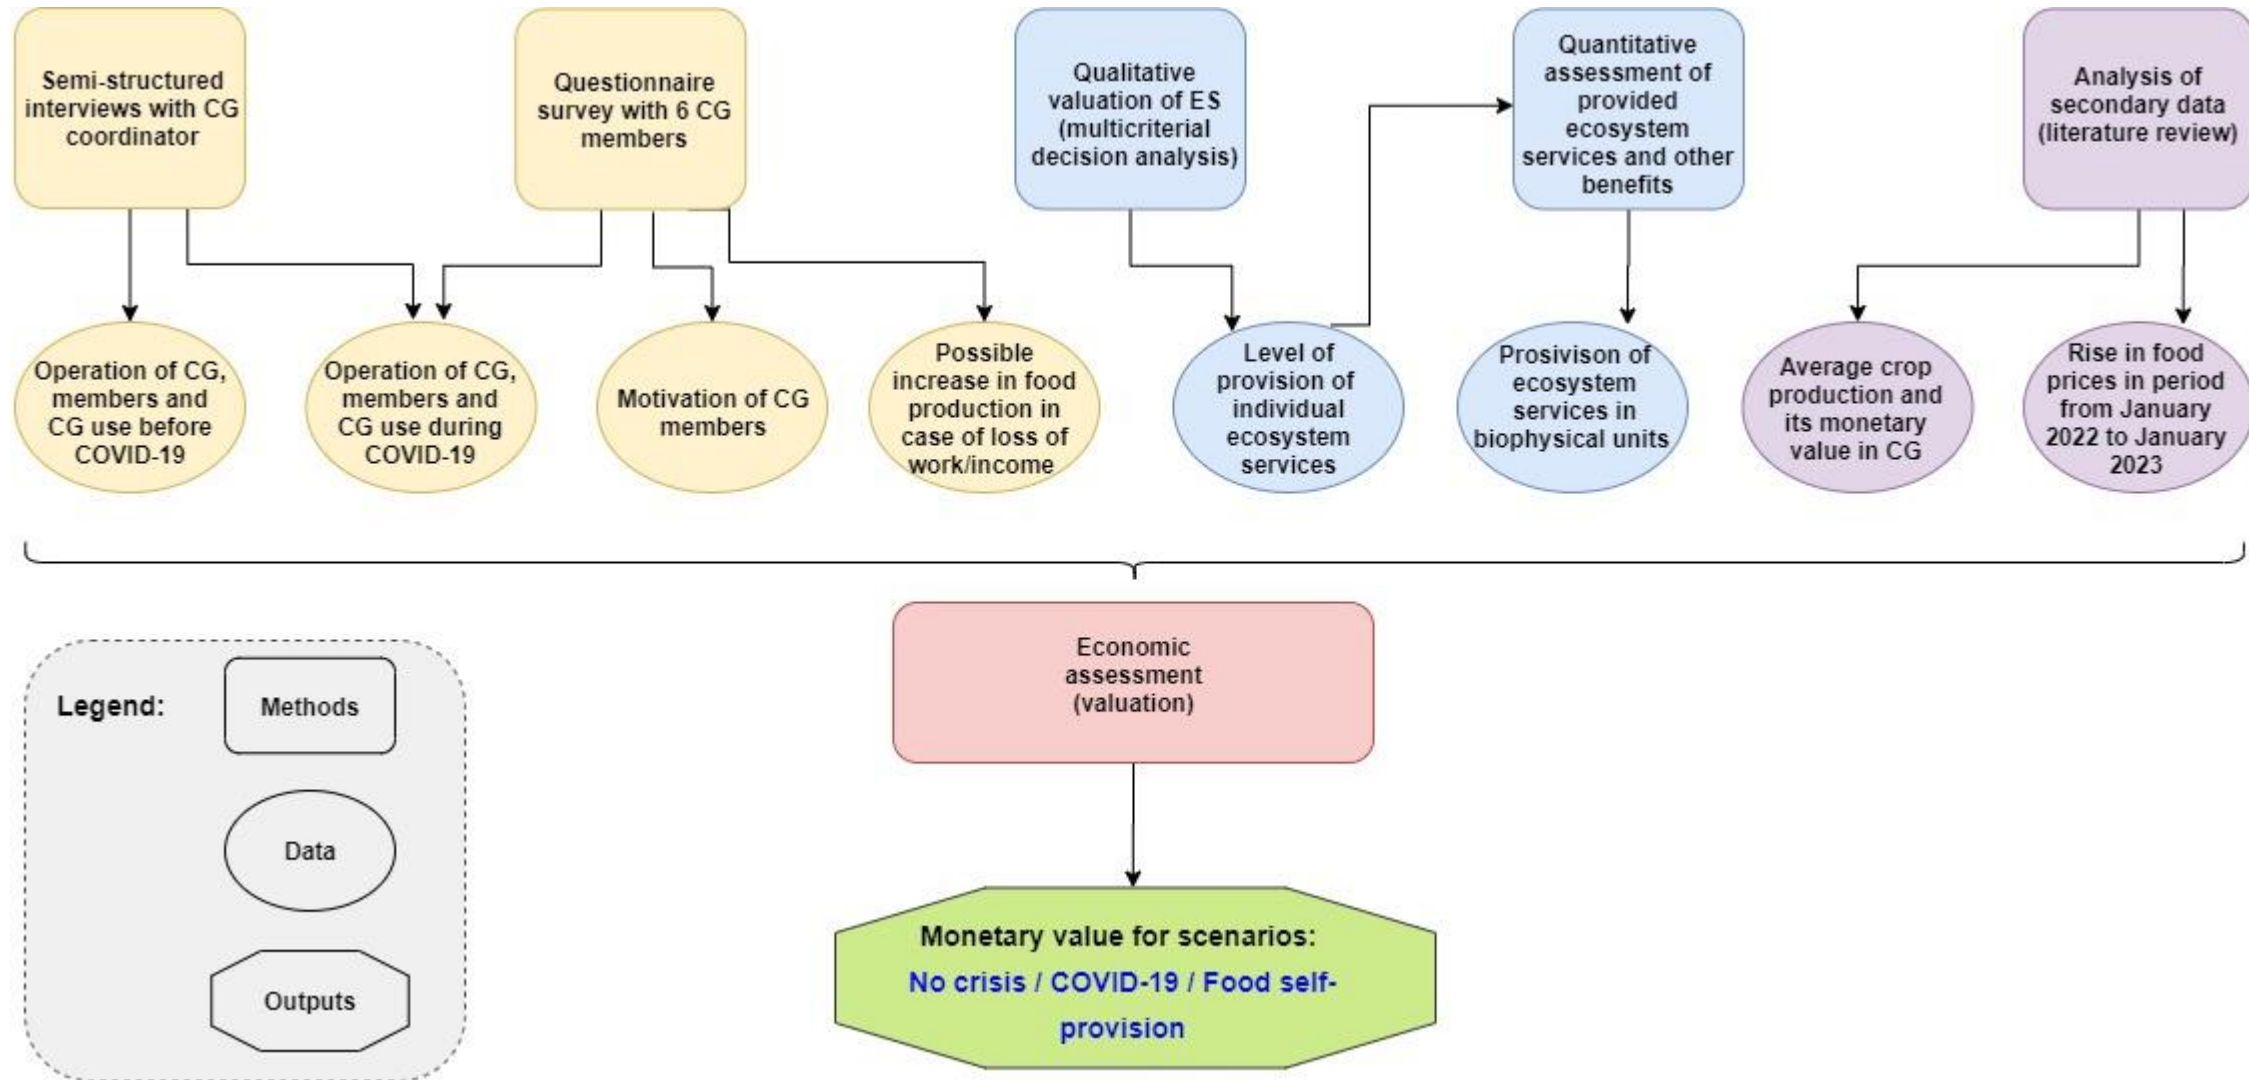 Semi-structured
interviews with CG
coordinator
Questionnaire
survey with 6 CG
members
Qualitative
valuation of ES
(multicriterial
decision analysis)
Quantitative
assessment of
provided
ecosystem
services and other
benefits
Analysis of
secondary data
(literature review)
Operation of CG,
members and
CG use before
COVID-19
Operation of CG,
members and
CG use during
COVID-19
Motivation of CG
members
Possible
increase in food
production in
case of loss of
work/income
Level of
provision of
individual
ecosystem
services
Prosivison of
ecosystem
services in
biophysical units
Average crop
production and
its monetary
value in CG
Rise in food
prices in period
from January
2022 to January
2023
Economic
assessment
(valuation)
Legend:
Methods
Data
Outputs
Monetary value for scenarios:
No crisis / COVID-19 / Food self-
provision